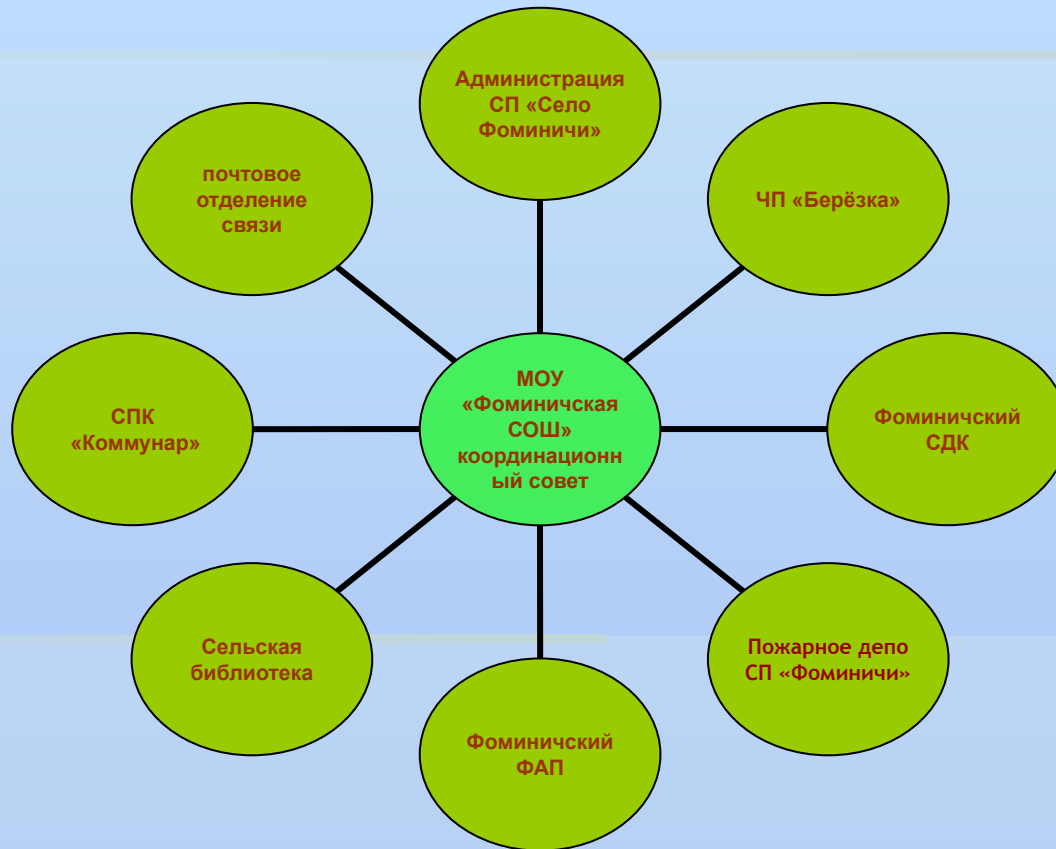 Администрация
СП «Село
Фоминичи»
почтовое
отделение
связи
ЧП «Берёзка»
МОУ
«Фоминичская
СОШ»
координационн
ый совет
СПК
«Коммунар»
Фоминичский
СДК
Сельская
библиотека
Пожарное депо
СП «Фоминичи»
Фоминичский
ФАП